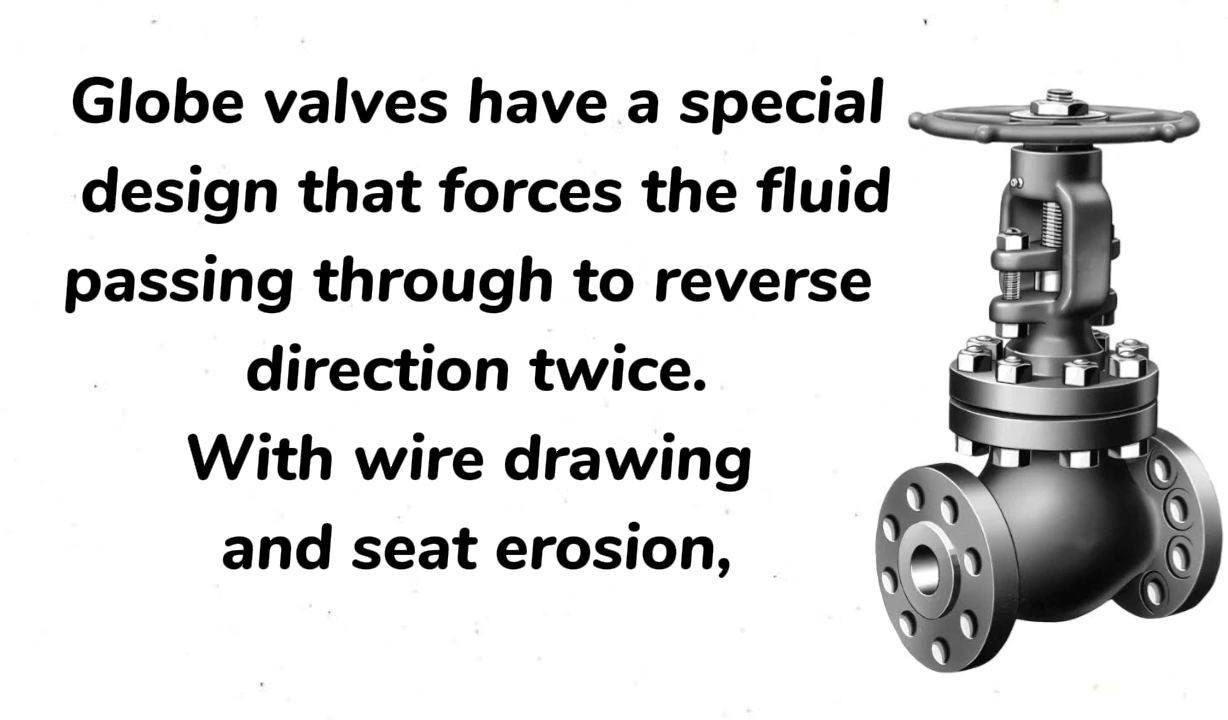 Globe valves have a special
design that forces the fluid
passing through to reverse
direction twice.
With wire drawing
and seat erosion,